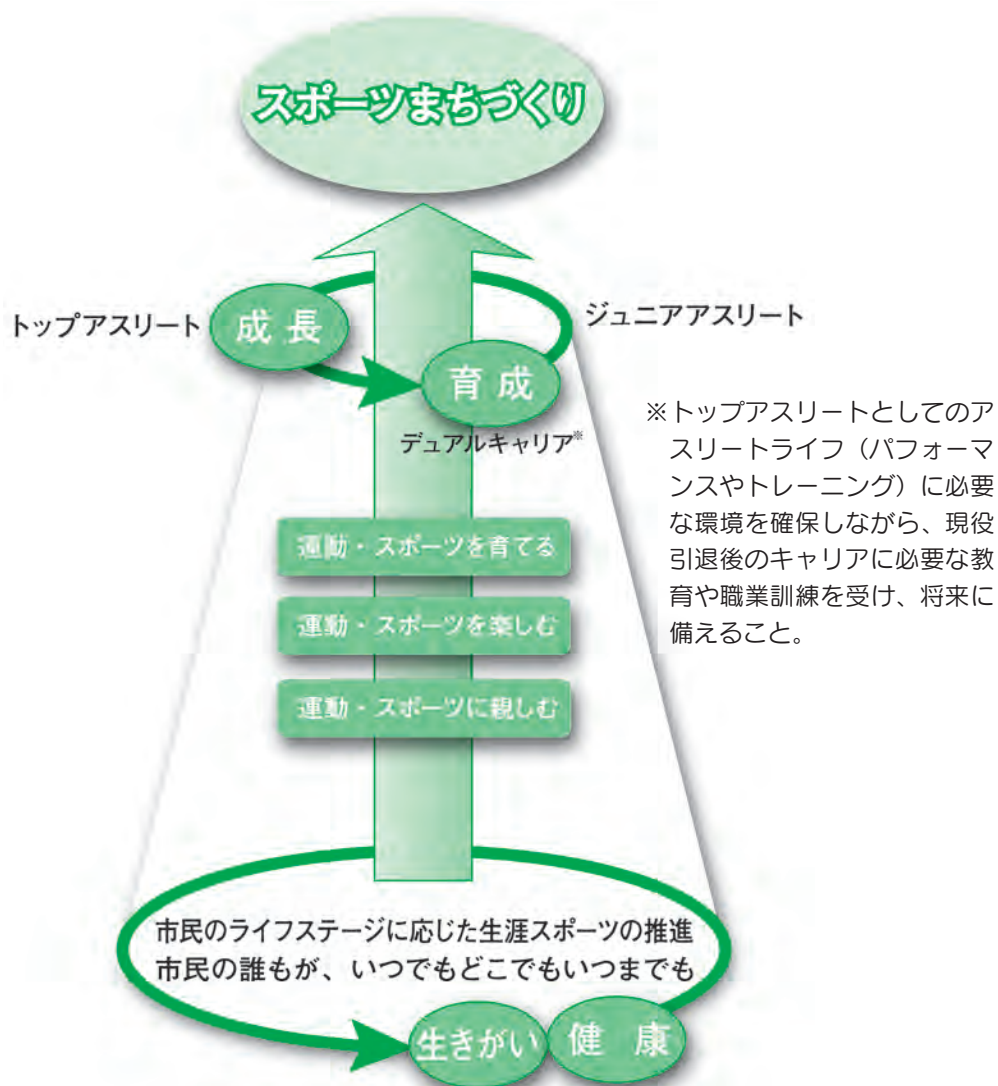 スポーツまちづくり
トップアスリート
成長
ジュニアアスリート
育成
デュアルキャリア※
※トップアスリートとしてのア
スリートライフ（パフォーマ
ンスやトレーニング）に必要
な環境を確保しながら、現役
引退後のキャリアに必要な教
育や職業訓練を受け、将来に
備えること。
運動・スポーツを育てる
運動・スポーツを楽しむ
運動・スポーツに親しむ
市民のライフステージに応じた生涯スポーツの推進
市民の誰もが、いつでもどこでもいつまでも
生きがい
健康